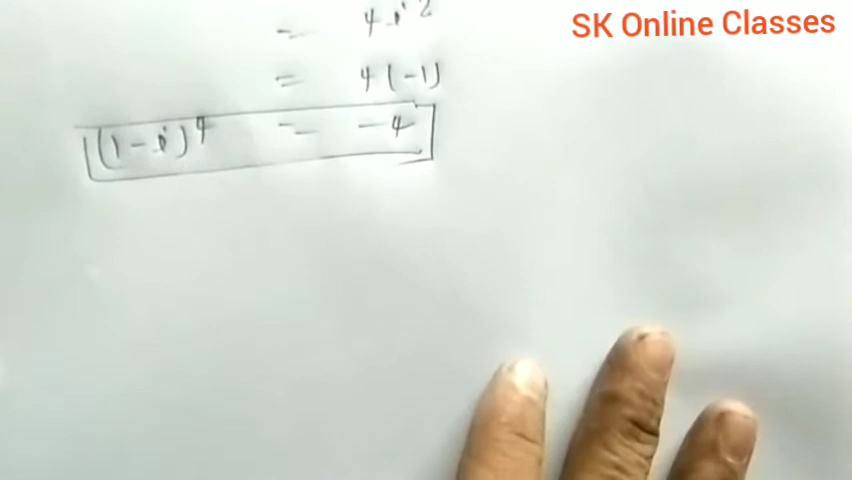 SK Online Classes
= 4i²
= 4(-1)
(1-i)⁴ = -4